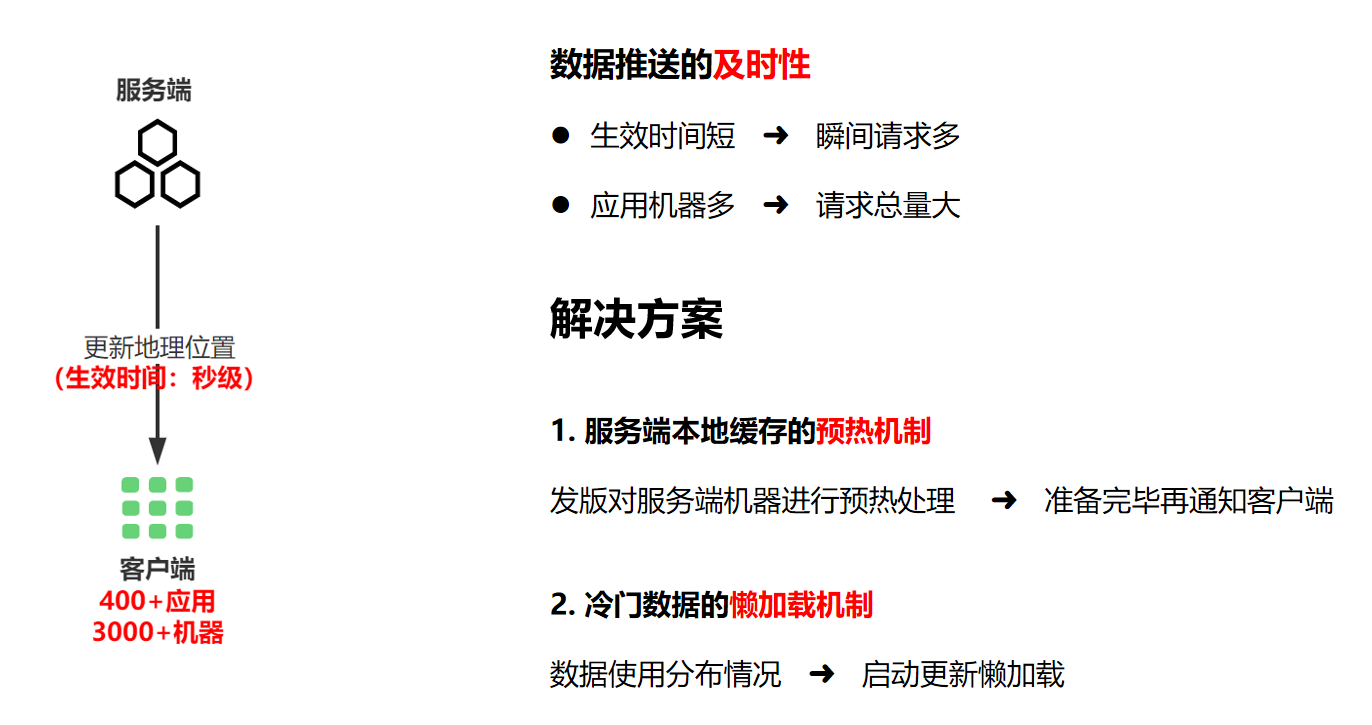 服务端
更新地理位置
（生效时间：秒级）
客户端
400+应用
3000+机器
数据推送的及时性
● 生效时间短 ➜ 瞬间请求多
● 应用机器多 ➜ 请求总量大
解决方案
1. 服务端本地缓存的预热机制
发版对服务端机器进行预热处理 ➜ 准备完毕再通知客户端
2. 冷门数据的懒加载机制
数据使用分布情况 ➜ 启动更新懒加载